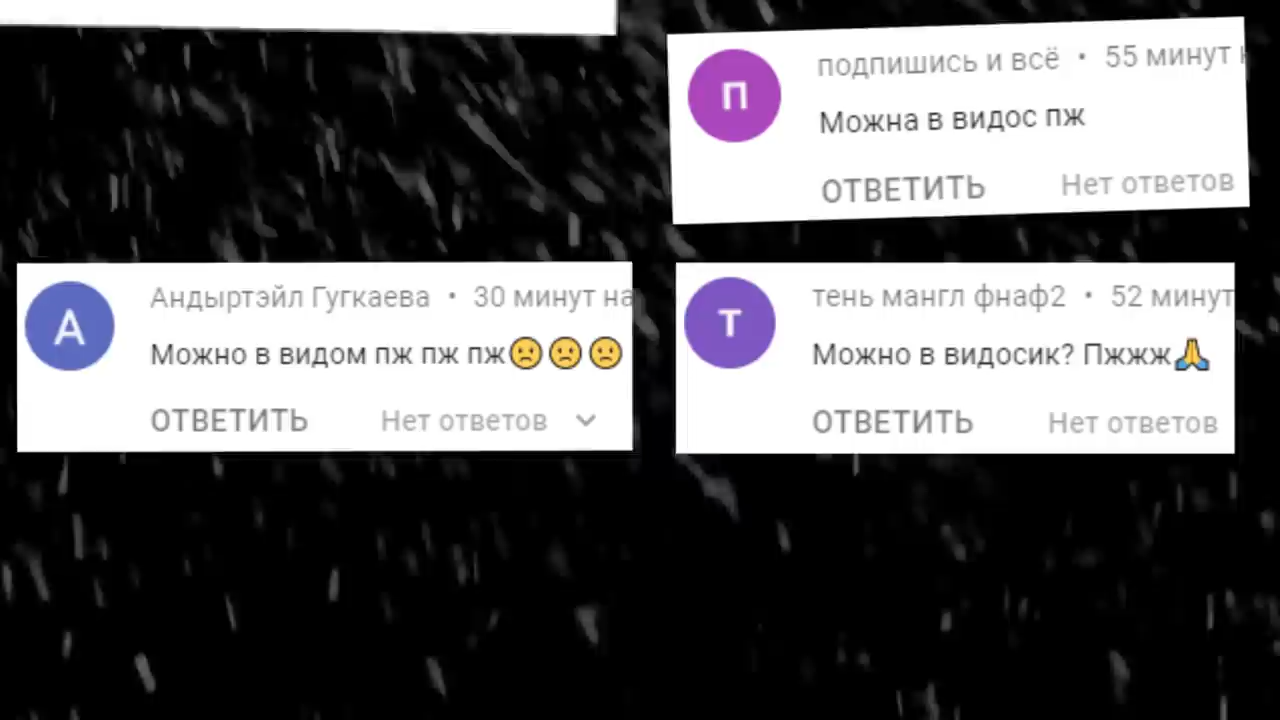 П
подпишись и всё • 55 минут
Можна в видос пж
ОТВЕТИТЬ Нет ответов
А
Андыртэйл Гугкаева • 30 минут на
Можно в видом пж пж пж🙁🙁🙁
ОТВЕТИТЬ Нет ответов
Т
тень мангл фнаф2 • 52 минут
Можно в видосик? Пжжж🙏
ОТВЕТИТЬ Нет ответов